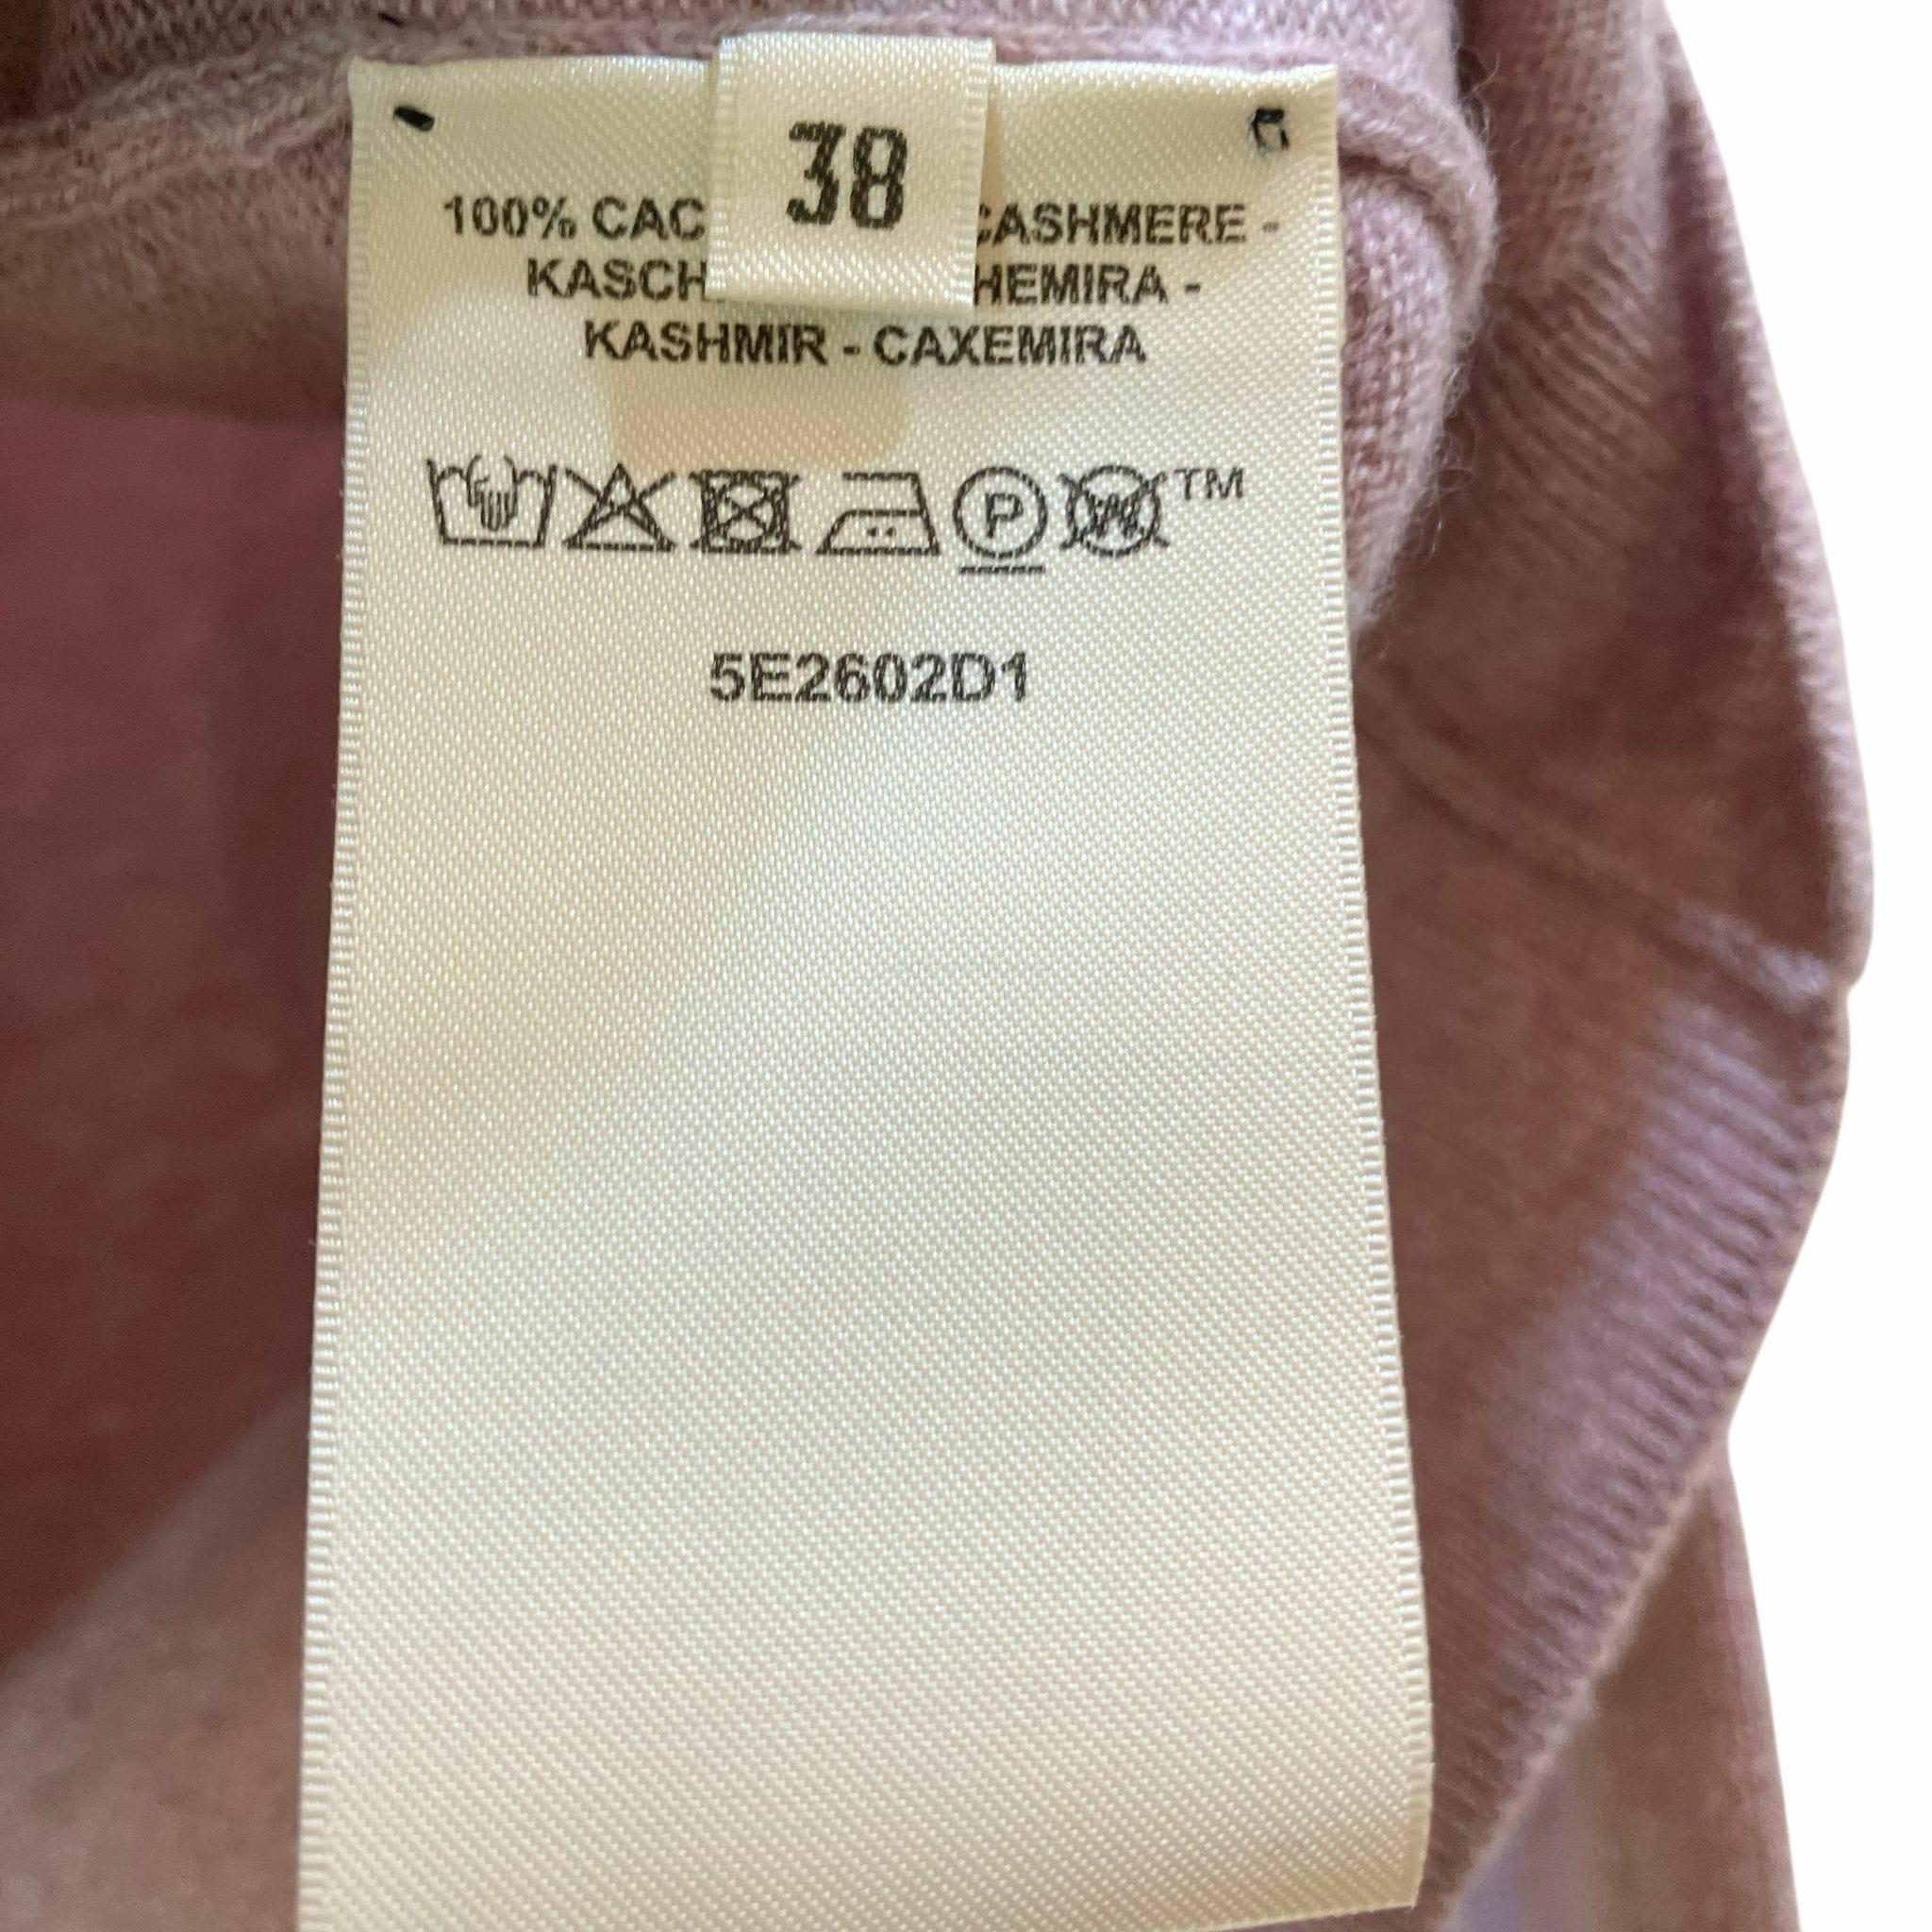 38
100% CAC CASHMERE -
KASCH HEMIRA -
KASHMIR - CAXEMIRA
P W TM
5E2602D1